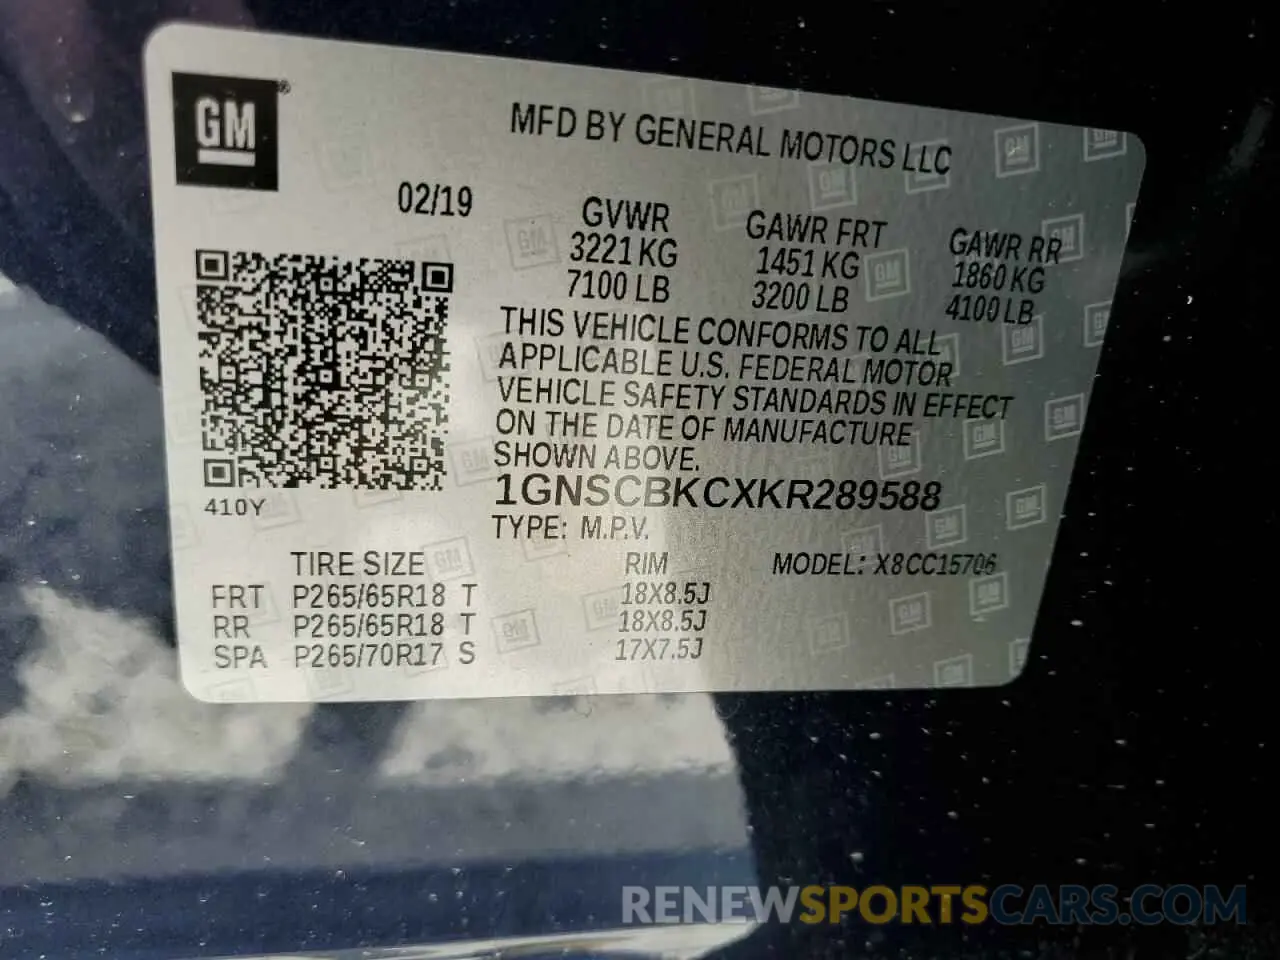 GM®
MFD BY GENERAL MOTORS LLC
02/19
GVWR
3221 KG
7100 LB
GAWR FRT
1451 KG
3200 LB
GAWR RR
1860 KG
4100 LB
THIS VEHICLE CONFORMS TO ALL
APPLICABLE U.S. FEDERAL MOTOR
VEHICLE SAFETY STANDARDS IN EFFECT
ON THE DATE OF MANUFACTURE
SHOWN ABOVE.
1GNSCBKCXKR289588
410Y
TYPE: M.P.V.
TIRE SIZE RIM MODEL: X8CC15706
FRT P265/65R18 T 18X8.5J
RR P265/65R18 T 18X8.5J
SPA P265/70R17 S 17X7.5J
RENEWSPORTSCARS.COM